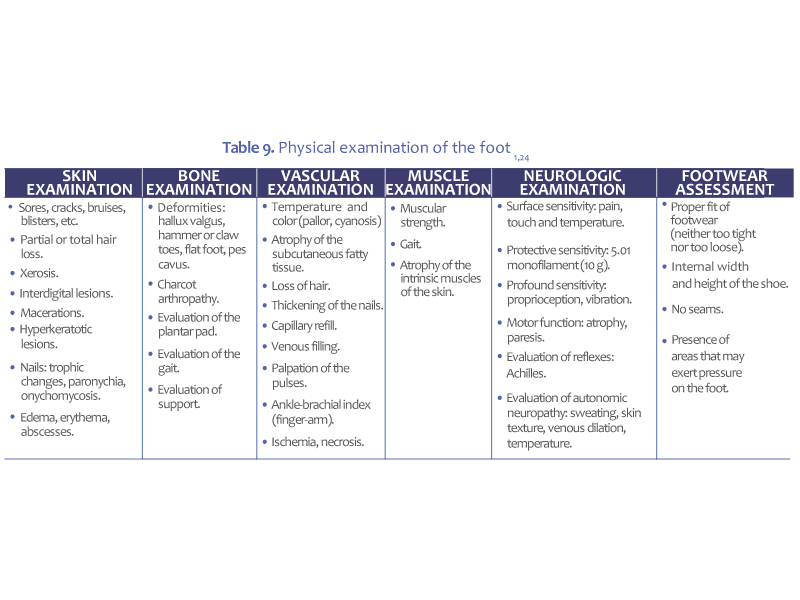 Table 9. Physical examination of the foot 1,24
SKIN
EXAMINATION
• Sores, cracks, bruises,
blisters, etc.
• Partial or total hair
loss.
• Xerosis.
• Interdigital lesions.
• Macerations.
• Hyperkeratotic
lesions.
• Nails: trophic
changes, paronychia,
onychomycosis.
• Edema, erythema,
abscesses.
BONE
EXAMINATION
• Deformities:
hallux valgus,
hammer or claw
toes, flat foot, pes
cavus.
• Charcot
arthropathy.
• Evaluation of the
plantar pad.
• Evaluation of the
gait.
• Evaluation of
support.
VASCULAR
EXAMINATION
• Temperature and
color (pallor, cyanosis)
• Atrophy of the
subcutaneous fatty
tissue.
• Loss of hair.
• Thickening of the nails.
• Capillary refill.
• Venous filling.
• Palpation of the
pulses.
• Ankle-brachial index
(finger-arm).
• Ischemia, necrosis.
MUSCLE
EXAMINATION
• Muscular
strength.
• Gait.
• Atrophy of the
intrinsic muscles
of the skin.
NEUROLOGIC
EXAMINATION
• Surface sensitivity: pain,
touch and temperature.
• Protective sensitivity: 5.01
monofilament (10 g).
• Profound sensitivity:
proprioception, vibration.
• Motor function: atrophy,
paresis.
• Evaluation of reflexes:
Achilles.
• Evaluation of autonomic
neuropathy: sweating, skin
texture, venous dilation,
temperature.
FOOTWEAR
ASSESSMENT
• Proper fit of
footwear
(neither too tight
nor too loose).
• Internal width
and height of the shoe.
• No seams.
• Presence of
areas that may
exert pressure
on the foot.